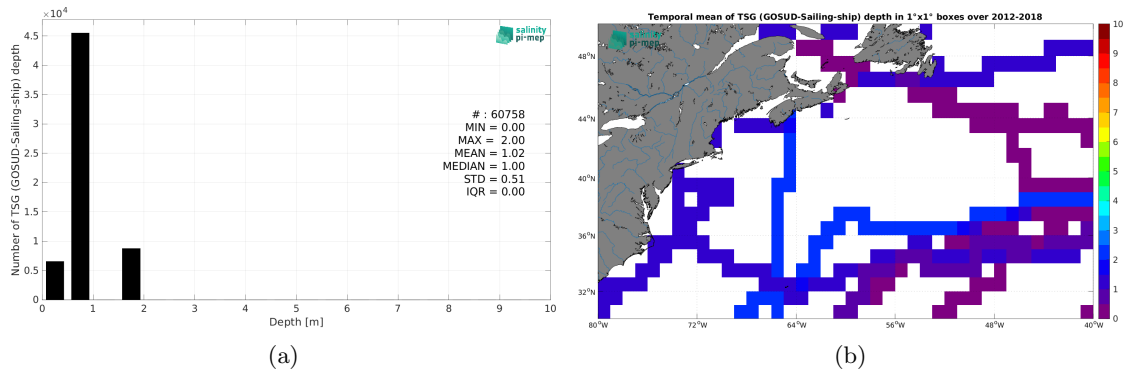 ×10⁴
4.5
4
3.5
3
2.5
2
1.5
1
0.5
0
Number of TSG (GOSUD-Sailing-ship) depth
0 1 2 3 4 5 6 7 8 9 10
Depth [m]
salinity
pi-mep
# : 60758
MIN = 0.00
MAX = 2.00
MEAN = 1.02
MEDIAN = 1.00
STD = 0.51
IQR = 0.00
(a)
Temporal mean of TSG (GOSUD-Sailing-ship) depth in 1°x1° boxes over 2012-2018
salinity
pi-mep
48°N
44°N
40°N
36°N
32°N
80°W 72°W 64°W 56°W 48°W 40°W
10
9
8
7
6
5
4
3
2
1
0
(b)